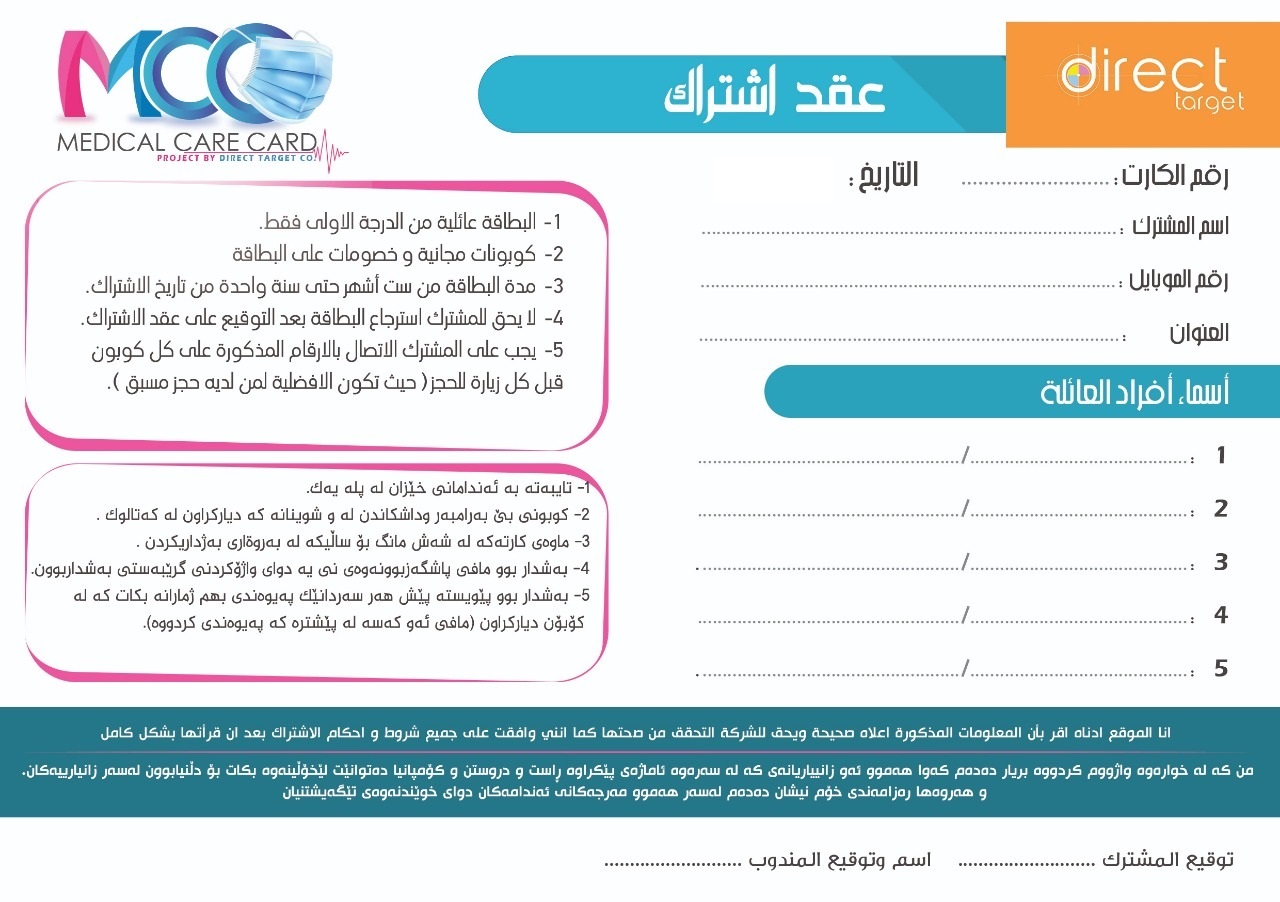 MCC
MEDICAL CARE CARD
PROJECT BY DIRECT TARGET CO.
عقد اشتراك
direct
target
رقم الكارت : ..........................
التاريخ :
اسم المشترك : ..........................
رقم الموبايل : ..........................
العنوان : ..........................
أسماء أفراد العائلة
1 : ........................../..........................
2 : ........................../..........................
3 : ........................../..........................
4 : ........................../..........................
5 : ........................../..........................
1- البطاقة عائلية من الدرجة الاولى فقط.
2- كوبونات مجانية و خصومات على البطاقة
3- مدة البطاقة من ست أشهر حتى سنة واحدة من تاريخ الاشتراك.
4- لا يحق للمشترك استرجاع البطاقة بعد التوقيع على عقد الاشتراك.
5- يجب على المشترك الاتصال بالارقام المذكورة على كل كوبون
قبل كل زيارة للحجز ( حيث تكون الافضلية لمن لديه حجز مسبق ).
1- تایبەتە بە ئەندامانی خێزان لە پلە یەك.
2- کوبونی بێ بەرامبەر وداشکاندن لە و شوینانە کە دیارکراون لە کەتالوك .
3- ماوەی کارتەکە لە شەش مانگ بۆ ساڵیکە لە بەروۆاری بەژداریکردن .
4- بەشدار بوو مافی پاشگەزبوونەوەی نی یە دوای واژۆکردنی گرێبەستی بەشداربوون.
5- بەشدار بوو پێویستە پێش هەر سەردانێك پەیوەندی بهم ژمارانە بکات کە لە
کۆبۆن دیارکراون (مافی ئەو کەسە لە پێشترە کە پەیوەندی کردووە).
انا الموقع ادناه اقر بأن المعلومات المذكورة اعلاه صحيحة ويحق للشركة التحقق من صحتها كما انني وافقت على جميع شروط و احكام الاشتراك بعد ان قرأتها بشكل كامل
من کە لە خوارەوە واژووم کردووە بریار دەدەم کەوا هەموو ئەو زانیيارياںەی کە لە سەرەوە ئاماژەی پێکراوە ڕاست و دروستن و کۆمپانیا دەتوانێت لێخۆڵینەوە بکات بۆ دڵنیابوون لەسەر زانیارییەکان.
و هەروەها رەزامەندی خۆم نیشان دەدەم لەسەر هەموو مەرجەکانی ئەندامەکان دوای خوێندنەوەی تێگەیشتنیان
توقيع المشترك ..........................
اسم وتوقيع المندوب ..........................